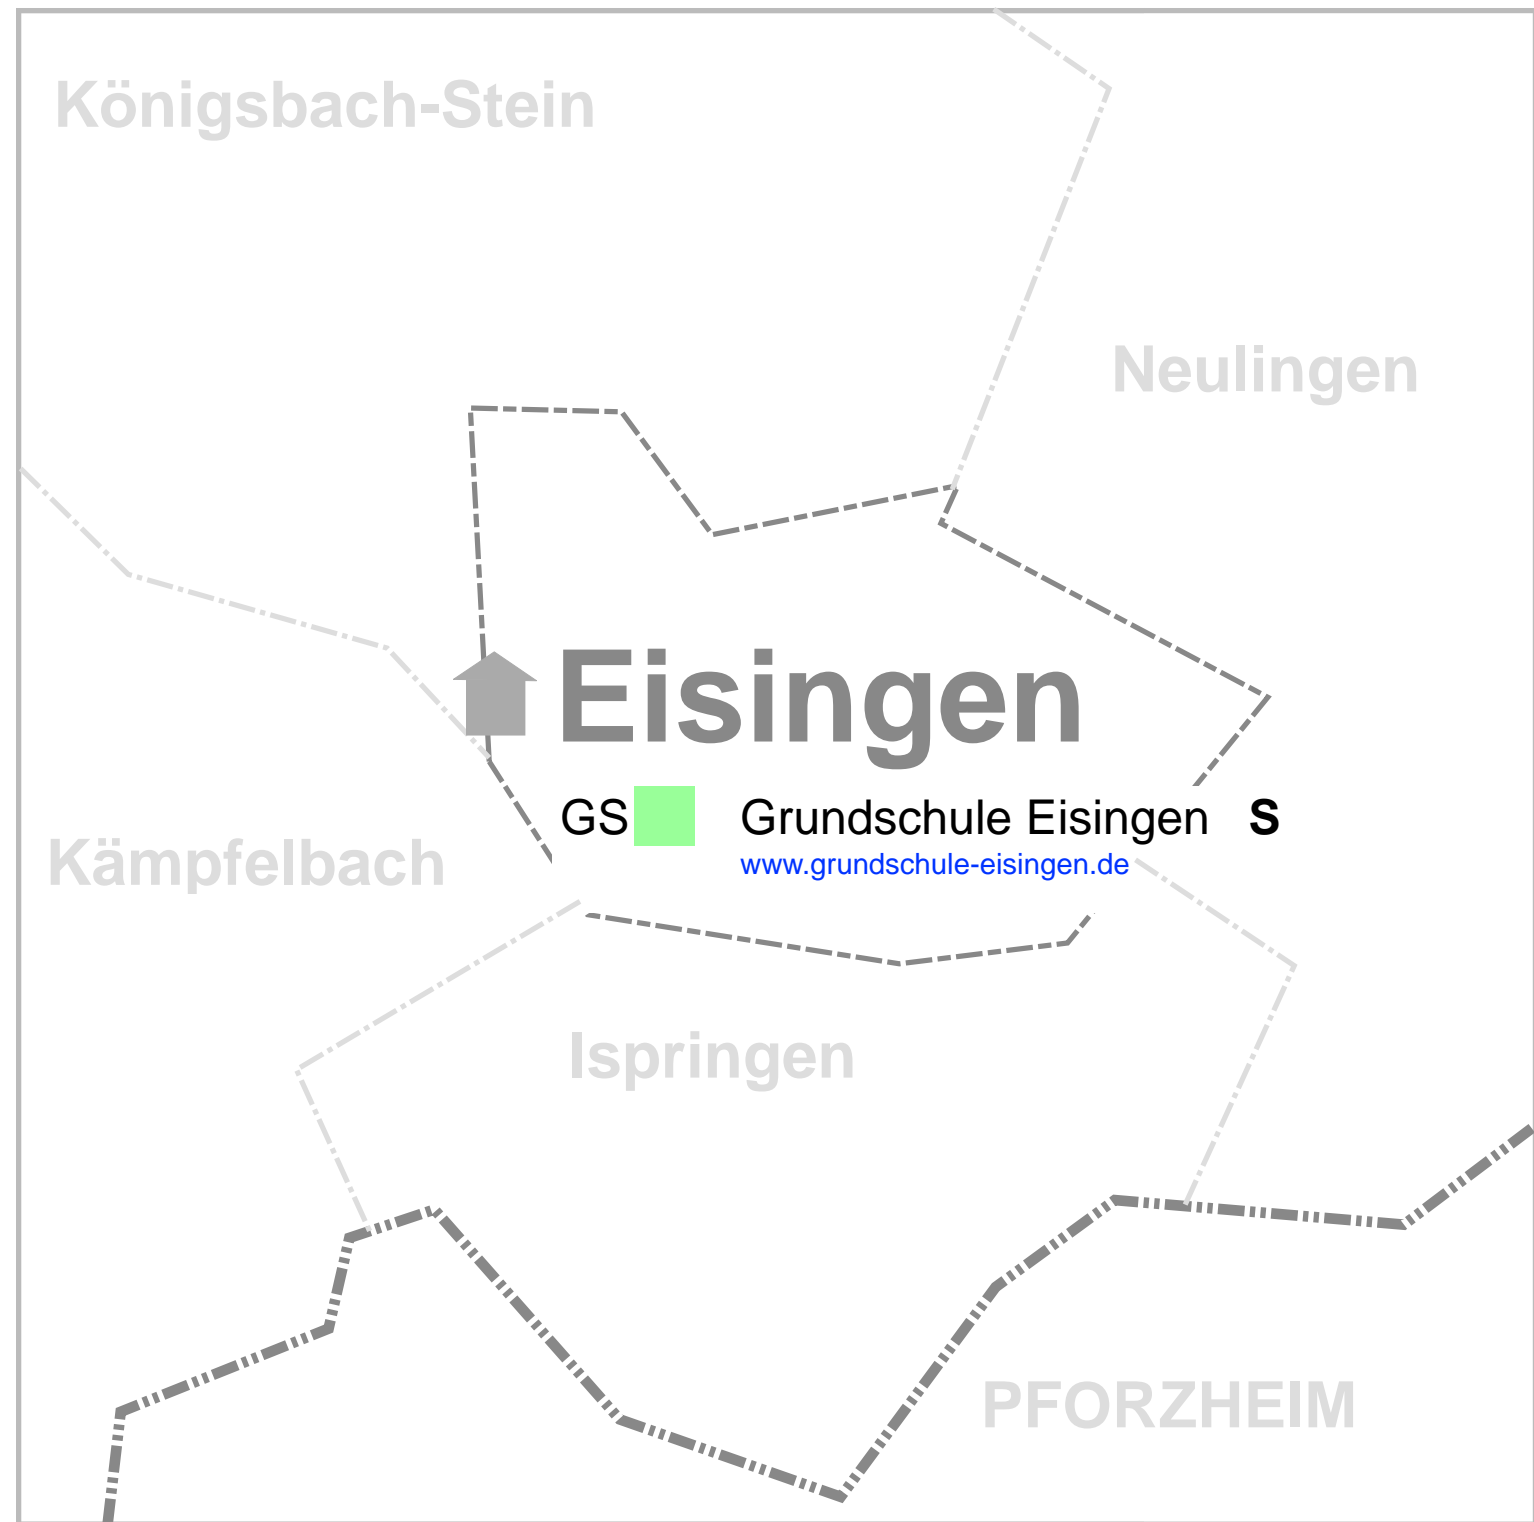 Königsbach-Stein
Neulingen
Eisingen
GS Grundschule Eisingen S
www.grundschule-eisingen.de
Kämpfelbach
Ispringen
PFORZHEIM